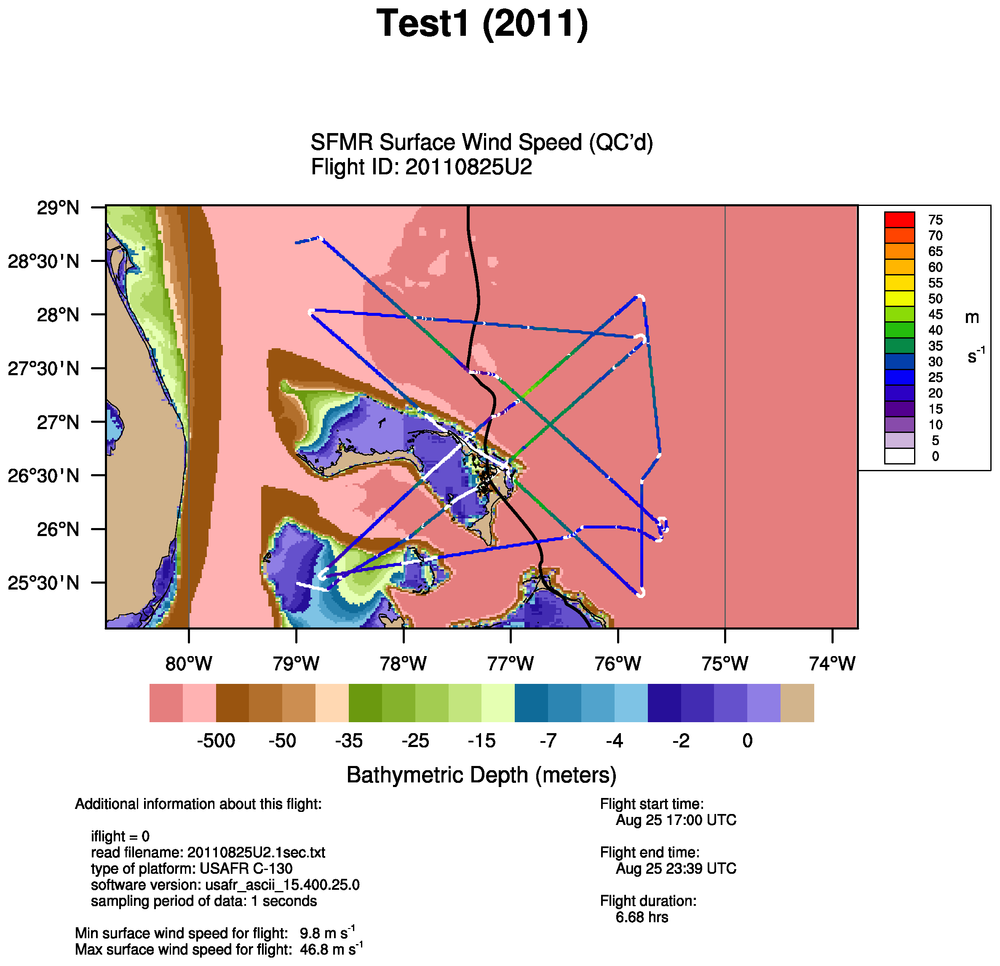 Test1 (2011)
SFMR Surface Wind Speed (QC'd)
Flight ID: 20110825U2
29°N
28°30'N
28°N
27°30'N
27°N
26°30'N
26°N
25°30'N
80°W 79°W 78°W 77°W 76°W 75°W 74°W
75
70
65
60
55
50
45
40
35
30
25
20
15
10
5
0
m
s-1
-500 -50 -35 -25 -15 -7 -4 -2 0
Bathymetric Depth (meters)
Additional information about this flight:
iflight = 0
read filename: 20110825U2.1sec.txt
type of platform: USAFR C-130
software version: usafr_ascii_15.400.25.0
sampling period of data: 1 seconds
Min surface wind speed for flight: 9.8 m s-1
Max surface wind speed for flight: 46.8 m s-1
Flight start time:
Aug 25 17:00 UTC
Flight end time:
Aug 25 23:39 UTC
Flight duration:
6.68 hrs